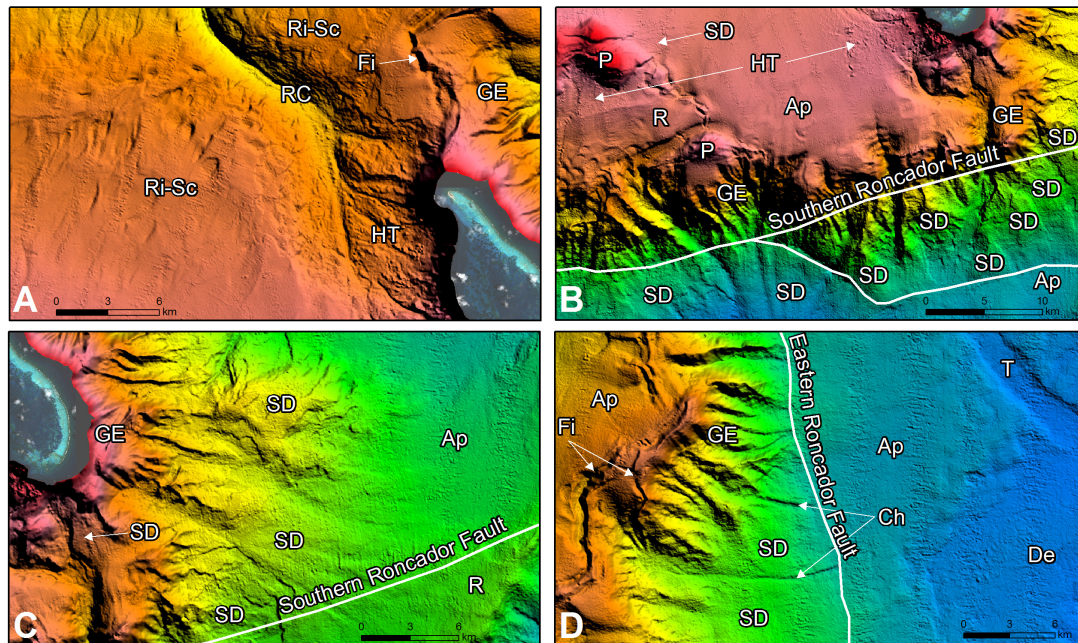 Ri-Sc
Fi
GE
RC
Ri-Sc
HT
A
0 3 6
km
SD
P
HT
R
Ap
P
GE
GE
SD
Southern Roncador Fault
SD
SD
SD
SD
SD
SD
SD
Ap
B
0 5 10
km
SD
GE
Ap
SD
SD
Southern Roncador Fault
SD
R
C
0 3 6
km
Eastern Roncador Fault
T
Ap
Fi
GE
Ap
Ch
SD
De
SD
D
0 3 6
km